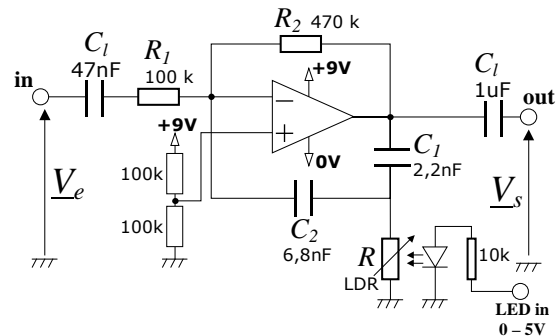 R2 470 k
Cl
47nF
R1
100 k
in
+9V
Cl
1uF
out
+9V
−
+
0V
100k
100k
C1
2,2nF
Ve
C2
6,8nF
Vs
R
LDR
10k
LED in
0 – 5V